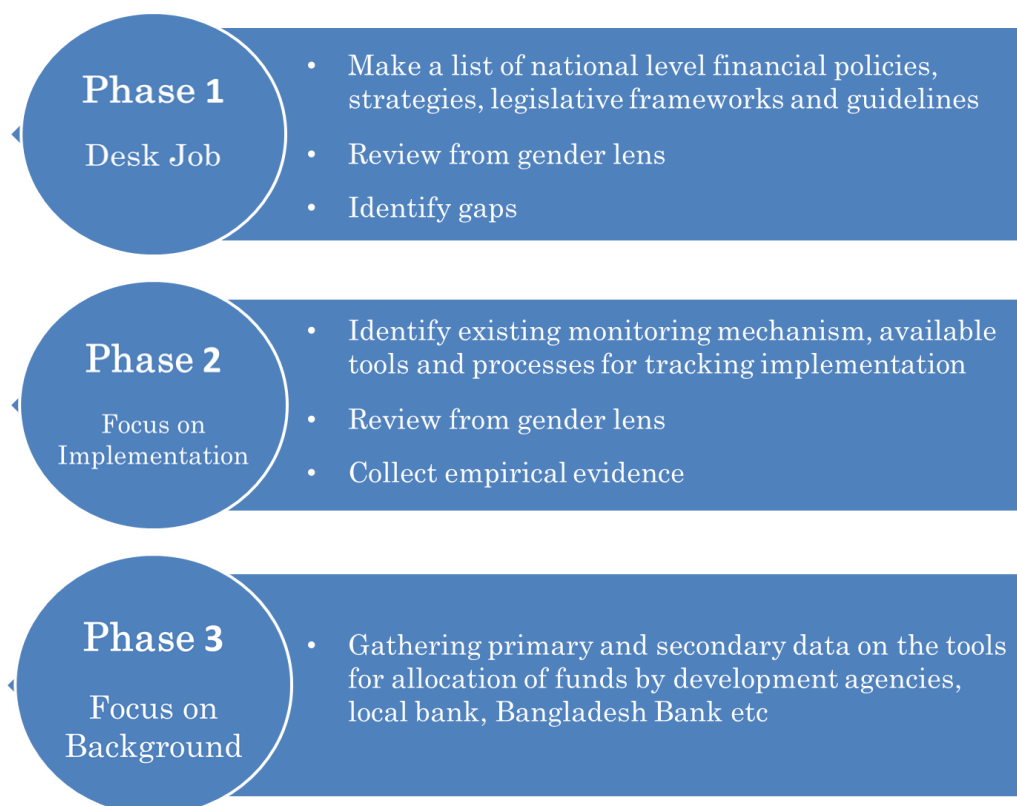 Phase 1
Desk Job
• Make a list of national level financial policies,
strategies, legislative frameworks and guidelines
• Review from gender lens
• Identify gaps
Phase 2
Focus on
Implementation
• Identify existing monitoring mechanism, available
tools and processes for tracking implementation
• Review from gender lens
• Collect empirical evidence
Phase 3
Focus on
Background
• Gathering primary and secondary data on the tools
for allocation of funds by development agencies,
local bank, Bangladesh Bank etc